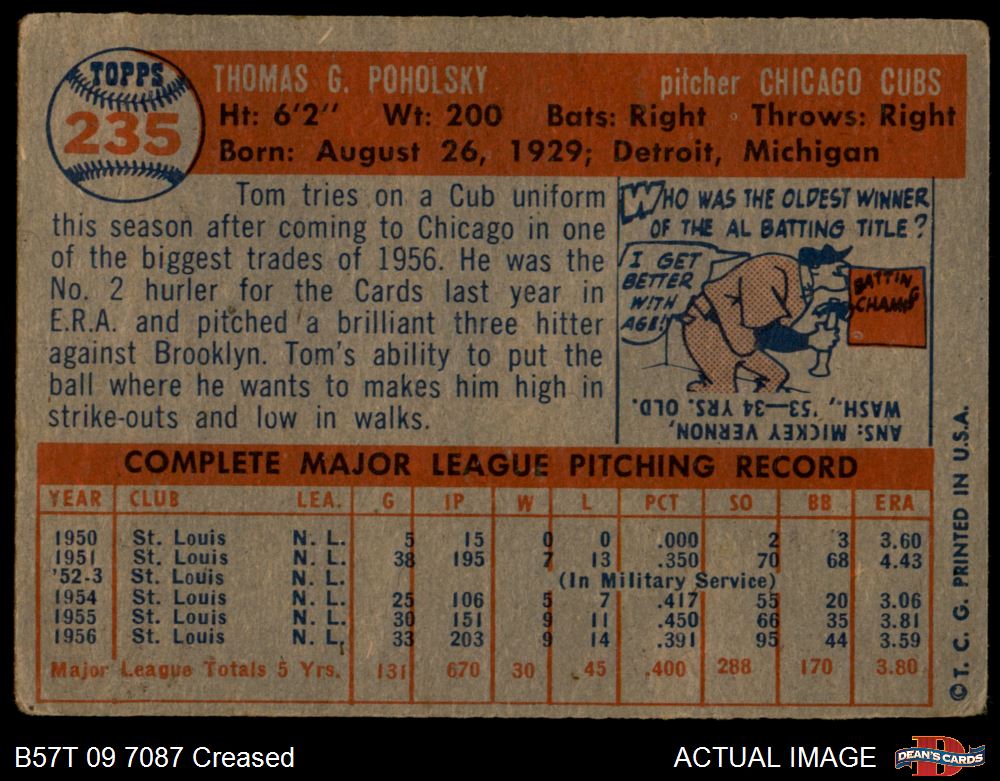 TOPPS
235
THOMAS G. POHOLSKY pitcher CHICAGO CUBS
Ht: 6'2" Wt: 200 Bats: Right Throws: Right
Born: August 26, 1929; Detroit, Michigan
Tom tries on a Cub uniform
this season after coming to Chicago in one
of the biggest trades of 1956. He was the
No. 2 hurler for the Cards last year in
E.R.A. and pitched a brilliant three hitter
against Brooklyn. Tom's ability to put the
ball where he wants to makes him high in
strike-outs and low in walks.
WHO WAS THE OLDEST WINNER
OF THE AL BATTING TITLE?
I GET
BETTER
WITH
AGE!
BATTING
CHAMP
ANS: MICKEY VERNON,
WASH., '53—34 YRS. OLD.
COMPLETE MAJOR LEAGUE PITCHING RECORD
YEAR CLUB LEA. G IP W L PCT SO BB ERA
1950 St. Louis N. L. 5 15 0 0 .000 2 3 3.60
1951 St. Louis N. L. 38 195 7 13 .350 70 68 4.43
'52-3 St. Louis N. L. (In Military Service)
1954 St. Louis N. L. 25 106 5 7 .417 55 20 3.06
1955 St. Louis N. L. 30 151 9 11 .450 66 35 3.81
1956 St. Louis N. L. 33 203 9 14 .391 95 44 3.59
Major League Totals 5 Yrs. 131 670 30 45 .400 288 170 3.80
©T. C. G. PRINTED IN U.S.A.
B57T 09 7087 Creased
ACTUAL IMAGE
DEAN'S CARDS